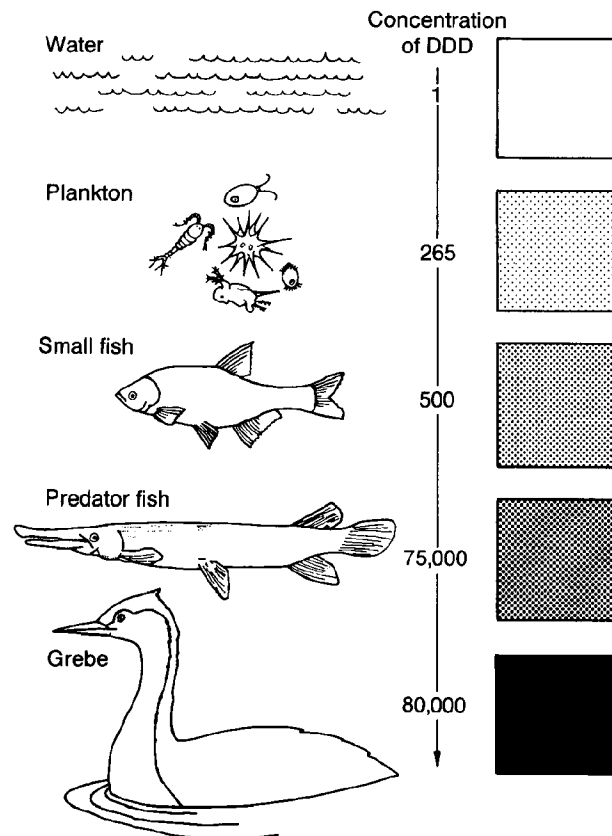 Concentration
of DDD
Water
1
Plankton
265
Small fish
500
Predator fish
75,000
Grebe
80,000